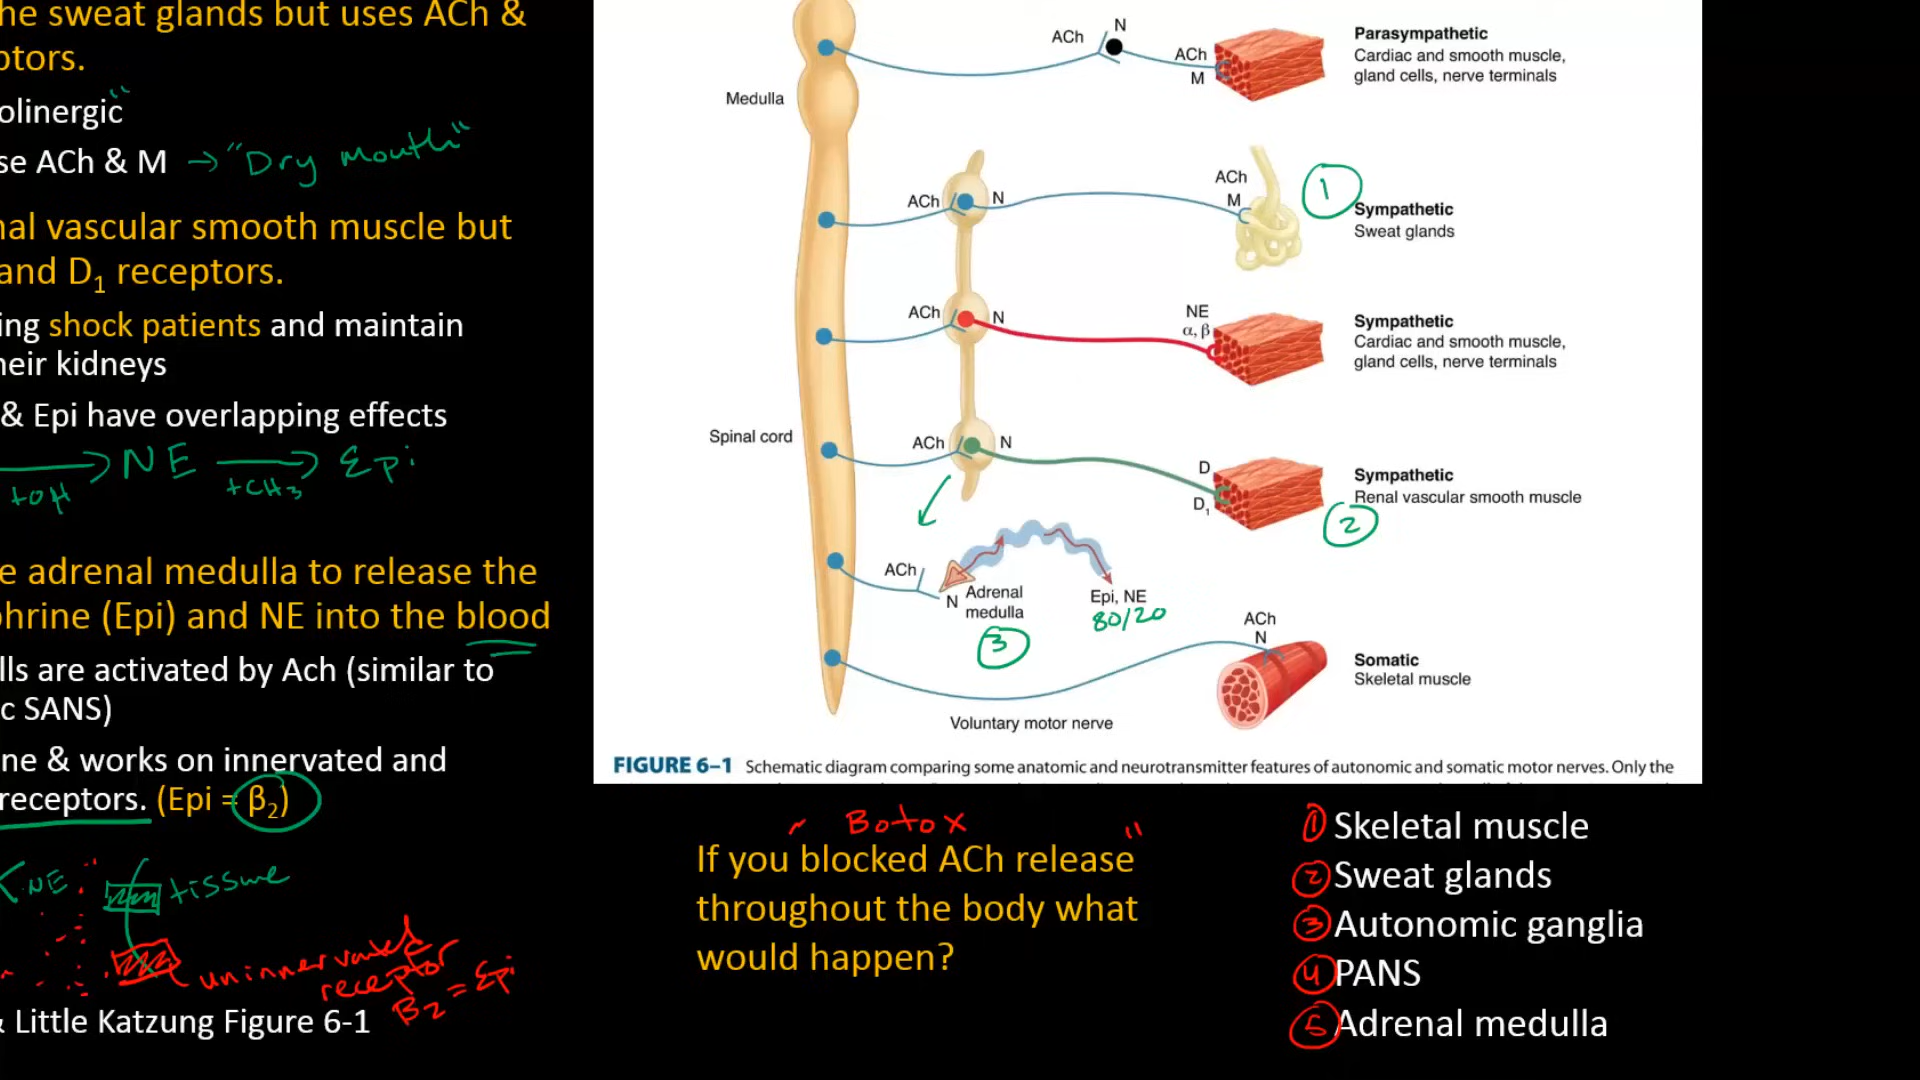 he sweat glands but uses ACh &
ptors.
olinergic"
se ACh & M → "Dry mouth"
nal vascular smooth muscle but
and D1 receptors.
ing shock patients and maintain
heir kidneys
& Epi have overlapping effects
+OH → NE +CH3 → Epi
e adrenal medulla to release the
phrine (Epi) and NE into the blood
lls are activated by Ach (similar to
c SANS)
ne & works on innervated and
receptors. (Epi = β2)
NE tissue
uninnervated
receptor
B2 = Epi
& Little Katzung Figure 6-1
Medulla
Spinal cord
ACh N
ACh
M
Parasympathetic
Cardiac and smooth muscle,
gland cells, nerve terminals
ACh N
ACh
M
1
Sympathetic
Sweat glands
ACh N
NE
α, β
Sympathetic
Cardiac and smooth muscle,
gland cells, nerve terminals
ACh N
D
D1
Sympathetic
Renal vascular smooth muscle
2
ACh
N
Adrenal
medulla
3
Epi, NE
80/20
ACh
N
Somatic
Skeletal muscle
Voluntary motor nerve
FIGURE 6–1 Schematic diagram comparing some anatomic and neurotransmitter features of autonomic and somatic motor nerves. Only the
"Botox"
If you blocked ACh release
throughout the body what
would happen?
1 Skeletal muscle
2 Sweat glands
3 Autonomic ganglia
4 PANS
5 Adrenal medulla